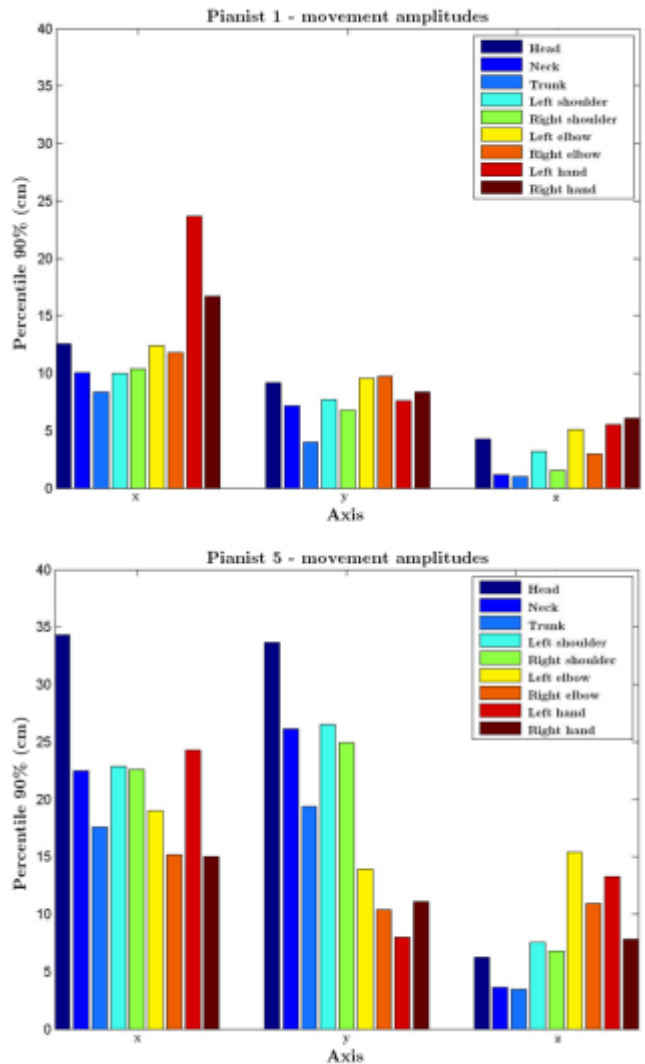 Pianist 1 - movement amplitudes
40
35
30
25
20
15
10
5
0
Percentile 90% (cm)
Head
Neck
Trunk
Left shoulder
Right shoulder
Left elbow
Right elbow
Left hand
Right hand
x
y
z
Axis
Pianist 5 - movement amplitudes
40
35
30
25
20
15
10
5
0
Percentile 90% (cm)
Head
Neck
Trunk
Left shoulder
Right shoulder
Left elbow
Right elbow
Left hand
Right hand
x
y
z
Axis